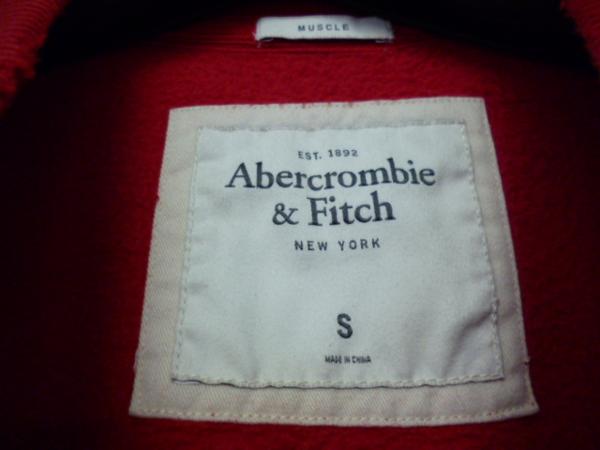 MUSCLE
EST. 1892
Abercrombie
& Fitch
NEW YORK
S
MADE IN CHINA